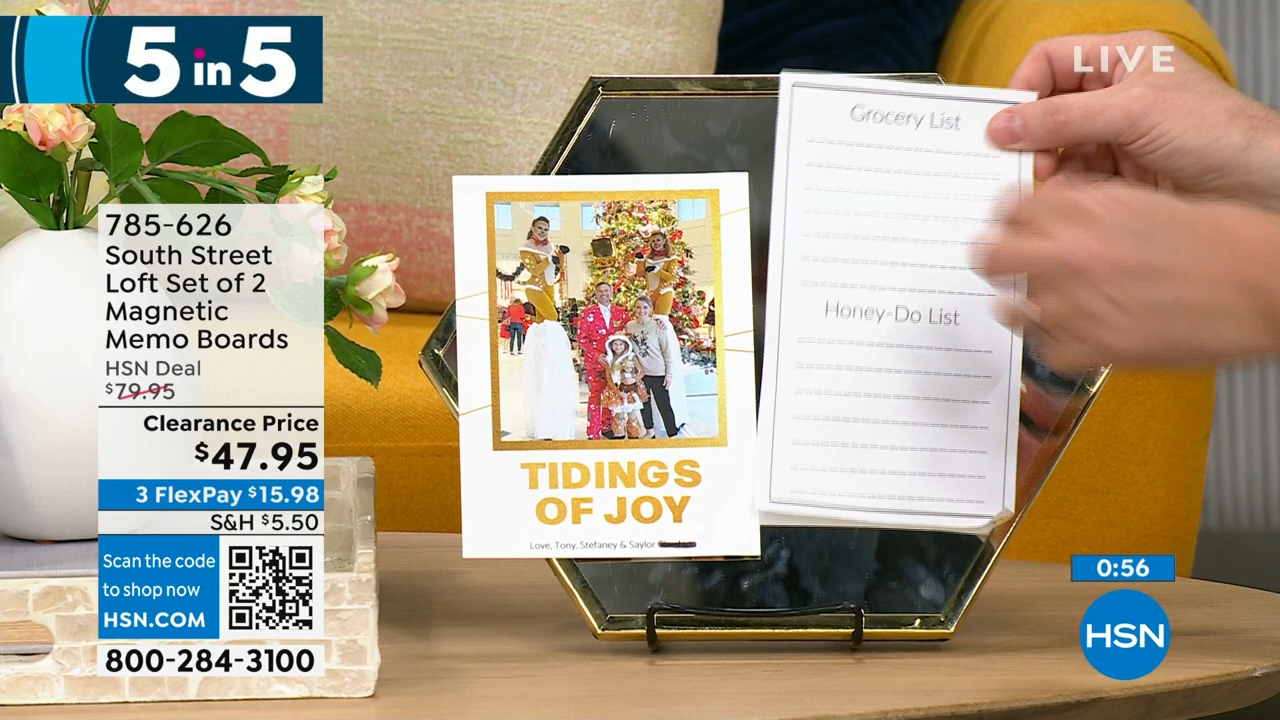 5 in 5
LIVE
785-626
South Street
Loft Set of 2
Magnetic
Memo Boards
HSN Deal
$79.95
Clearance Price
$47.95
3 FlexPay $15.98
S&H $5.50
Scan the code
to shop now
HSN.COM
800-284-3100
TIDINGS
OF JOY
Love, Tony, Stefaney & Saylor
Grocery List
Honey-Do List
0:56
HSN